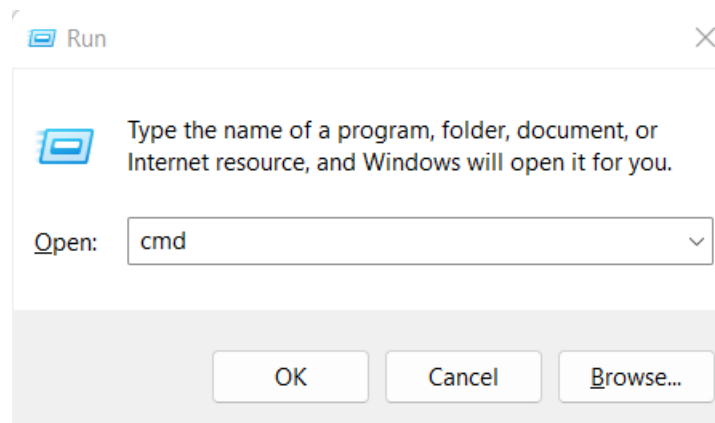 Run
Type the name of a program, folder, document, or
Internet resource, and Windows will open it for you.
Open: cmd
OK Cancel Browse...